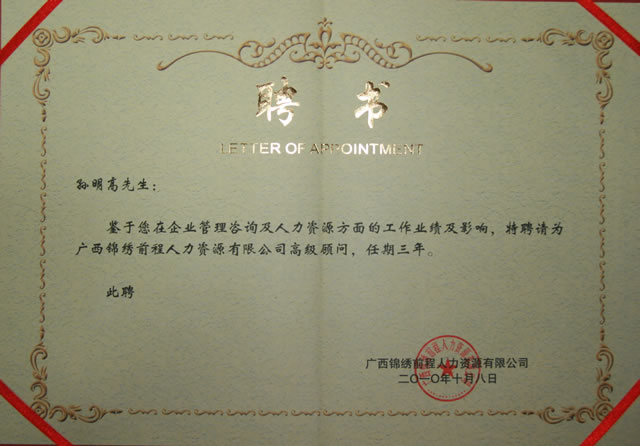 聘书
LETTER OF APPOINTMENT
孙明高先生：
鉴于您在企业管理咨询及人力资源方面的工作业绩及影响，特聘请为
广西锦绣前程人力资源有限公司高级顾问，任期三年。
此聘
广西锦绣前程人力资源有限公司
二〇一〇年十月八日